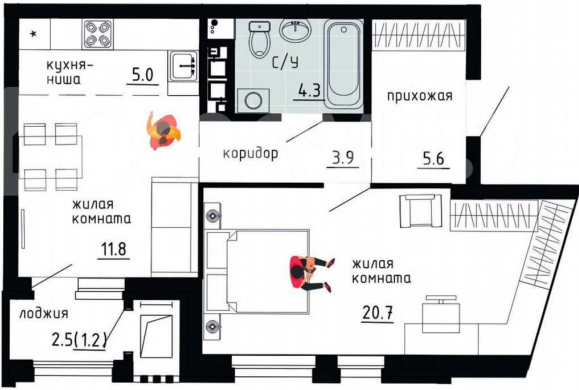 *
кухня-
ниша
5.0
с/у
4.3
прихожая
5.6
коридор
3.9
жилая
комната
11.8
жилая
комната
20.7
лоджия
2.5(1.2)